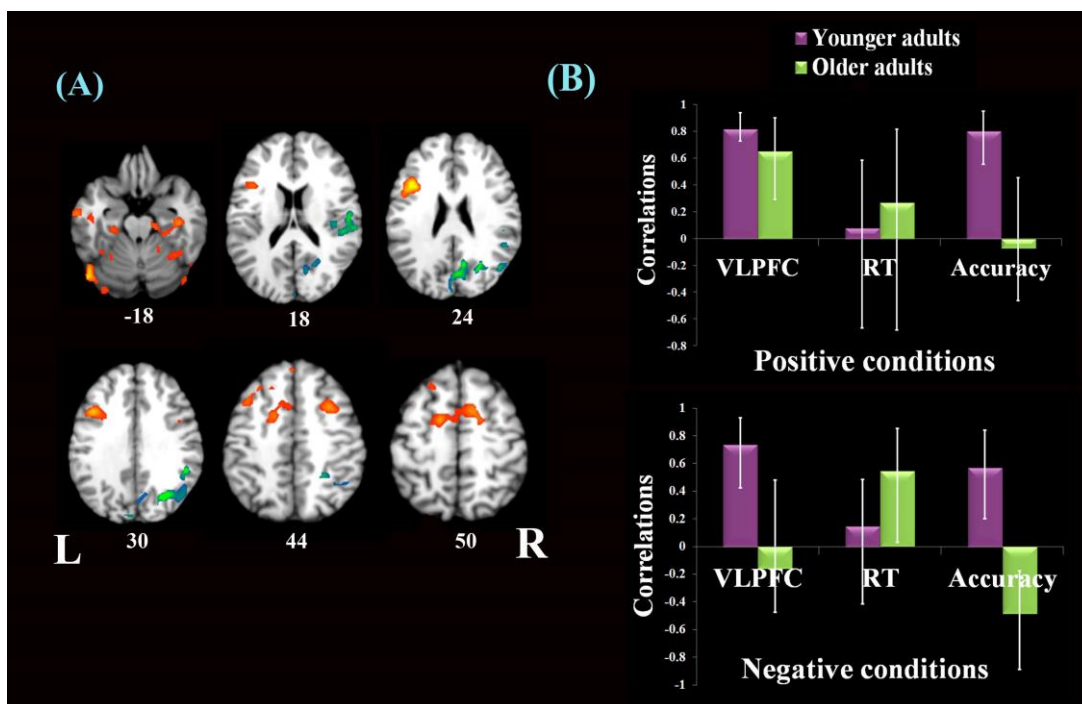 (A)
-18
18
24
30
44
50
L
R
(B)
Younger adults
Older adults
Correlations
1
0.8
0.6
0.4
0.2
0
-0.2
-0.4
-0.6
-0.8
VLPFC
RT
Accuracy
Positive conditions
Correlations
1
0.8
0.6
0.4
0.2
0
-0.2
-0.4
-0.6
-0.8
-1
VLPFC
RT
Accuracy
Negative conditions